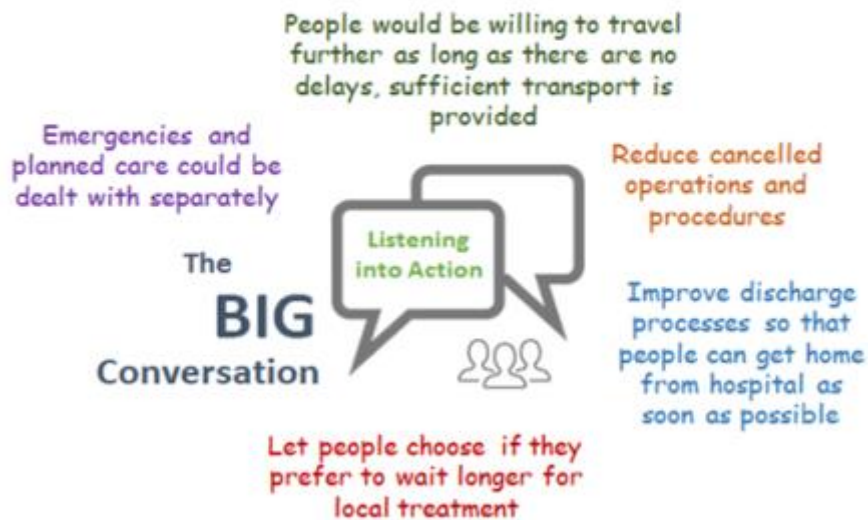 People would be willing to travel
further as long as there are no
delays, sufficient transport is
provided
Emergencies and
planned care could be
dealt with separately
Reduce cancelled
operations and
procedures
Listening
into Action
The
BIG
Conversation
Improve discharge
processes so that
people can get home
from hospital as
soon as possible
Let people choose if they
prefer to wait longer for
local treatment